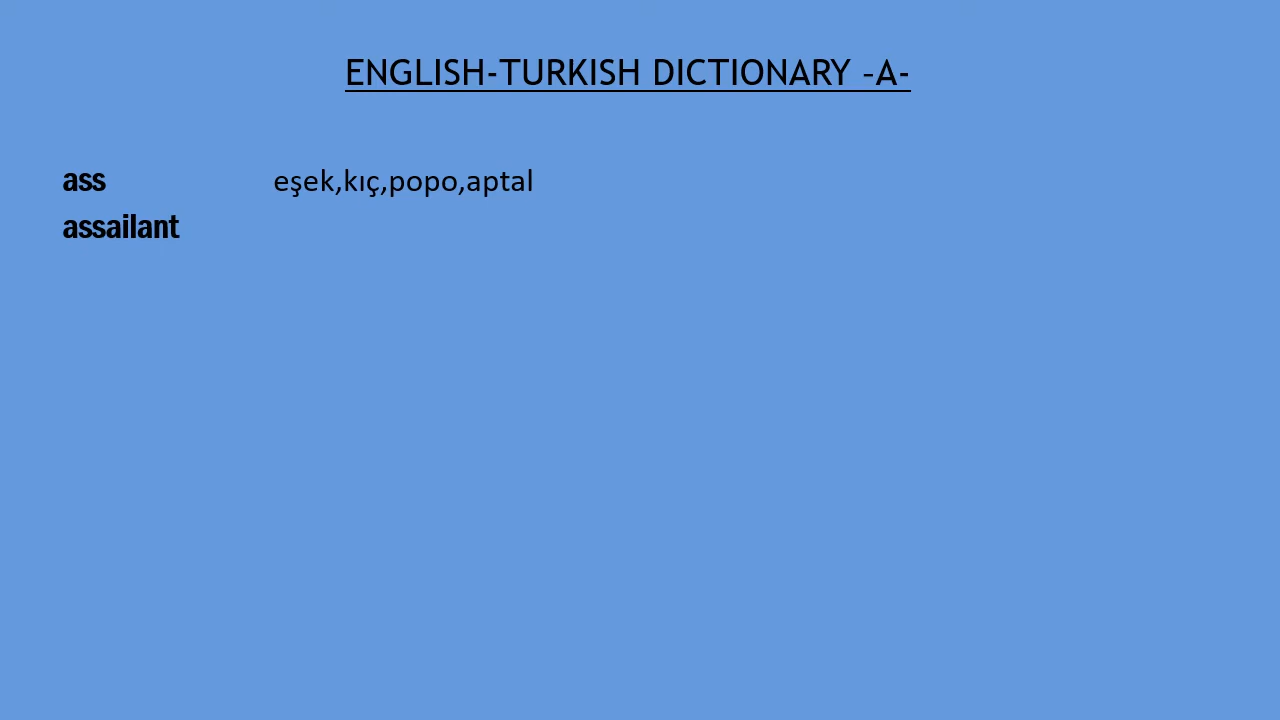 ENGLISH-TURKISH DICTIONARY –A-
ass eşek,kıç,popo,aptal
assailant